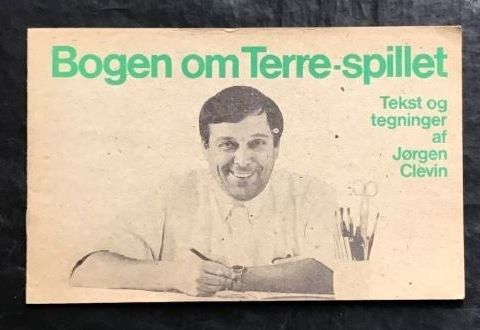 Bogen om Terre-spillet
Tekst og
tegninger
af
Jørgen
Clevin